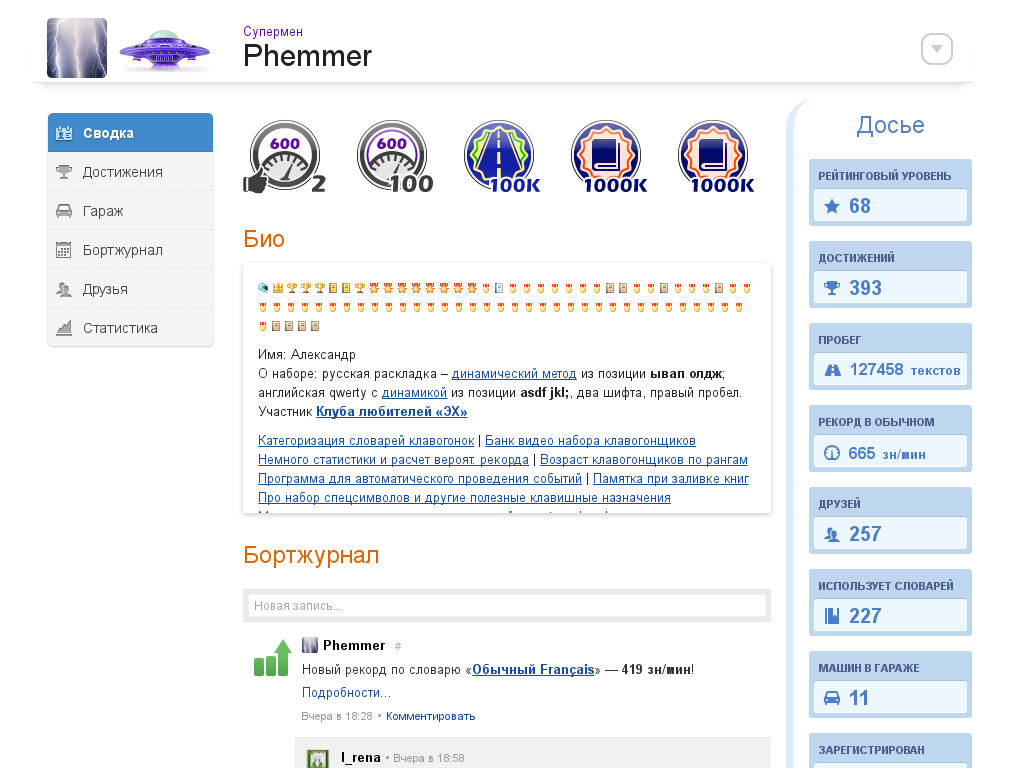 Супермен
Phemmer
Сводка
Достижения
Гараж
Бортжурнал
Друзья
Статистика
600
2
600
100
100K
1000K
1000K
Био
Имя: Александр
О наборе: русская раскладка – динамический метод из позиции ывап олдж;
английская qwerty с динамикой из позиции asdf jkl;, два шифта, правый пробел.
Участник Клуба любителей «ЭХ»
Категоризация словарей клавогонок | Банк видео набора клавогонщиков
Немного статистики и расчет вероят. рекорда | Возраст клавогонщиков по рангам
Программа для автоматического проведения событий | Памятка при заливке книг
Про набор спецсимволов и другие полезные клавишные назначения
Бортжурнал
Новая запись...
Phemmer #
Новый рекорд по словарю «Обычный Français» — 419 зн/мин!
Подробности...
Вчера в 18:28 • Комментировать
I_rena • Вчера в 18:58
Досье
РЕЙТИНГОВЫЙ УРОВЕНЬ
68
ДОСТИЖЕНИЙ
393
ПРОБЕГ
127458 текстов
РЕКОРД В ОБЫЧНОМ
665 зн/мин
ДРУЗЕЙ
257
ИСПОЛЬЗУЕТ СЛОВАРЕЙ
227
МАШИН В ГАРАЖЕ
11
ЗАРЕГИСТРИРОВАН